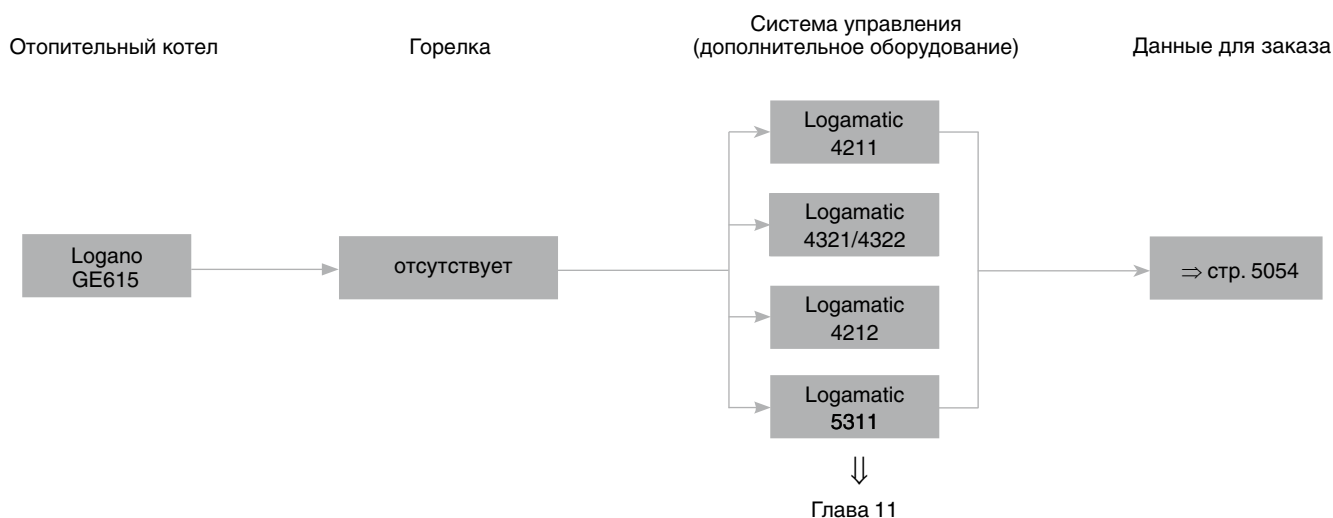 Отопительный котел
Горелка
Система управления
(дополнительное оборудование)
Данные для заказа
Logamatic
4211
Logamatic
4321/4322
Logano
GE615
отсутствует
⇒ стр. 5054
Logamatic
4212
Logamatic
5311
⇓
Глава 11